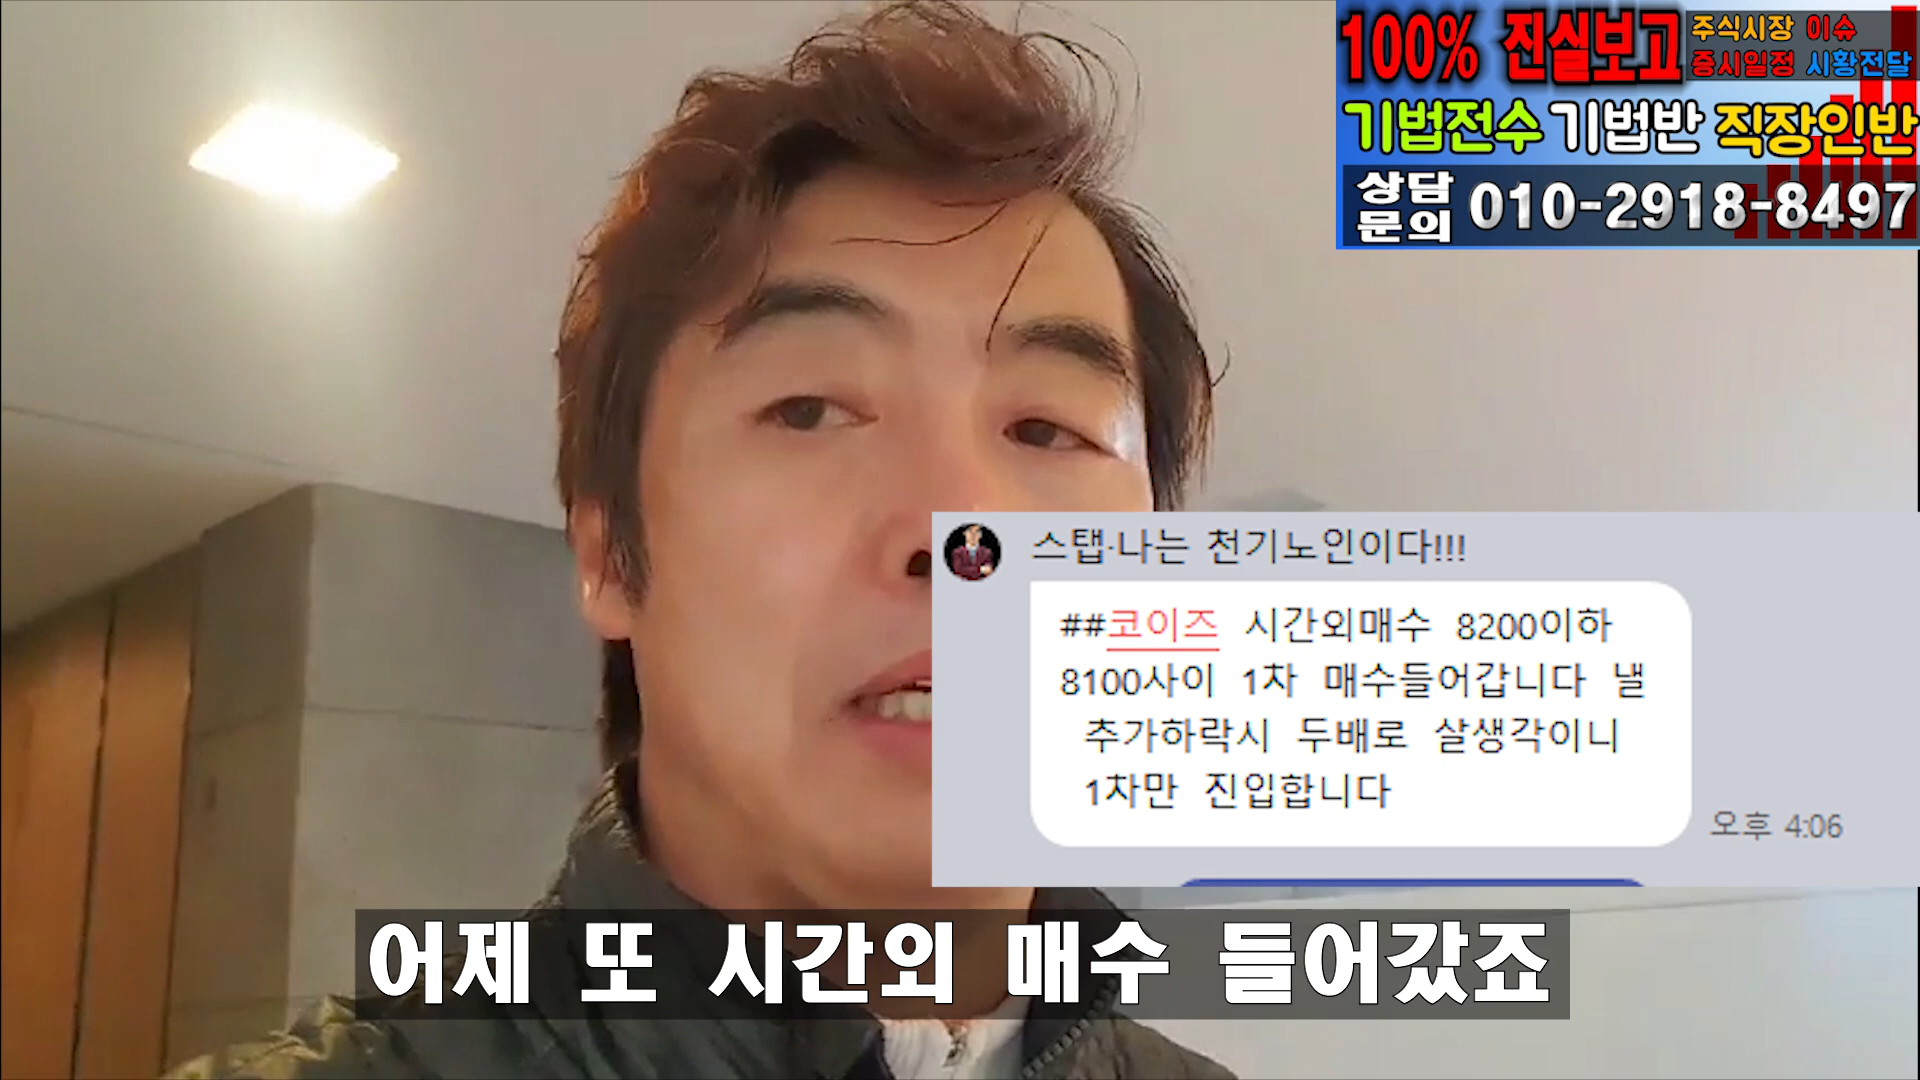 100% 진실보고
주식시장 이슈
증시일정 시황전달
기법전수 기법반 직장인반
상담문의 010-2918-8497
스탭·나는 천기노인이다!!!
##코이즈 시간외매수 8200이하
8100사이 1차 매수들어갑니다 낼
추가하락시 두배로 살생각이니
1차만 진입합니다
오후 4:06
어제 또 시간외 매수 들어갔죠